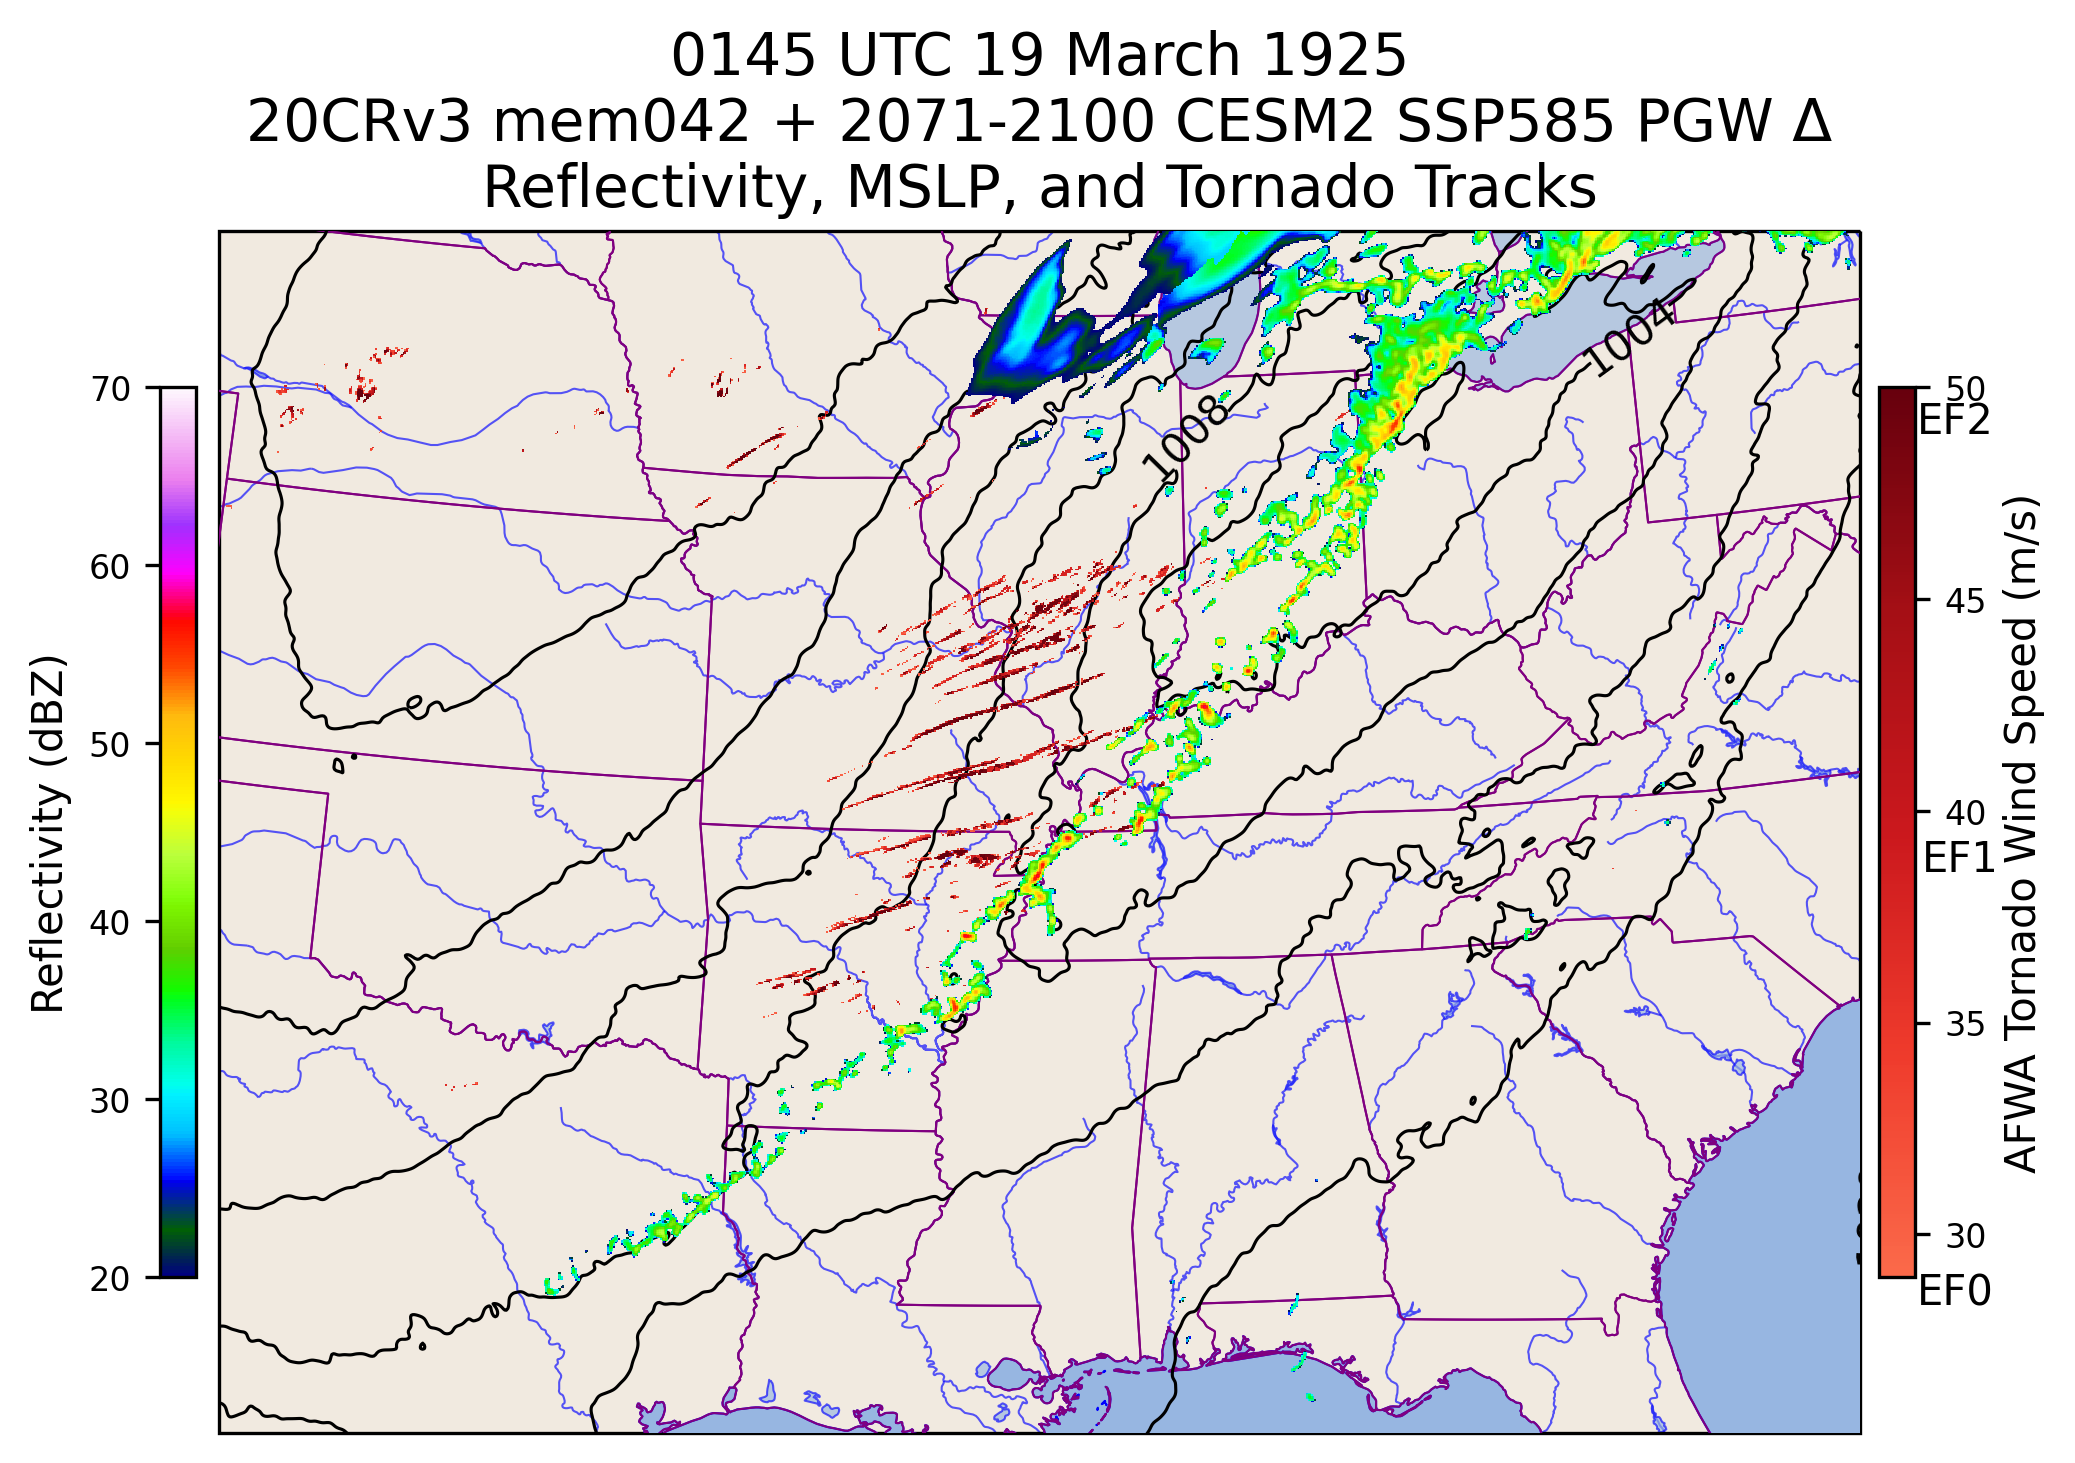 0145 UTC 19 March 1925
20CRv3 mem042 + 2071-2100 CESM2 SSP585 PGW Δ
Reflectivity, MSLP, and Tornado Tracks
1004
1008
70
60
50
40
30
20
Reflectivity (dBZ)
50
EF2
45
40
EF1
35
30
EF0
AFWA Tornado Wind Speed (m/s)